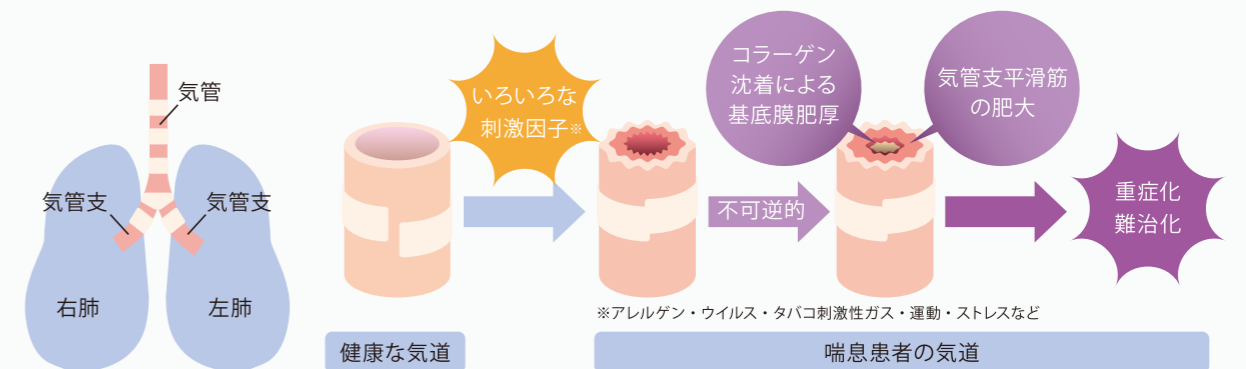 気管
気管支
気管支
右肺
左肺
いろいろな
刺激因子※
健康な気道
コラーゲン
沈着による
基底膜肥厚
気管支平滑筋
の肥大
不可逆的
重症化
難治化
※アレルゲン・ウイルス・タバコ刺激性ガス・運動・ストレスなど
喘息患者の気道